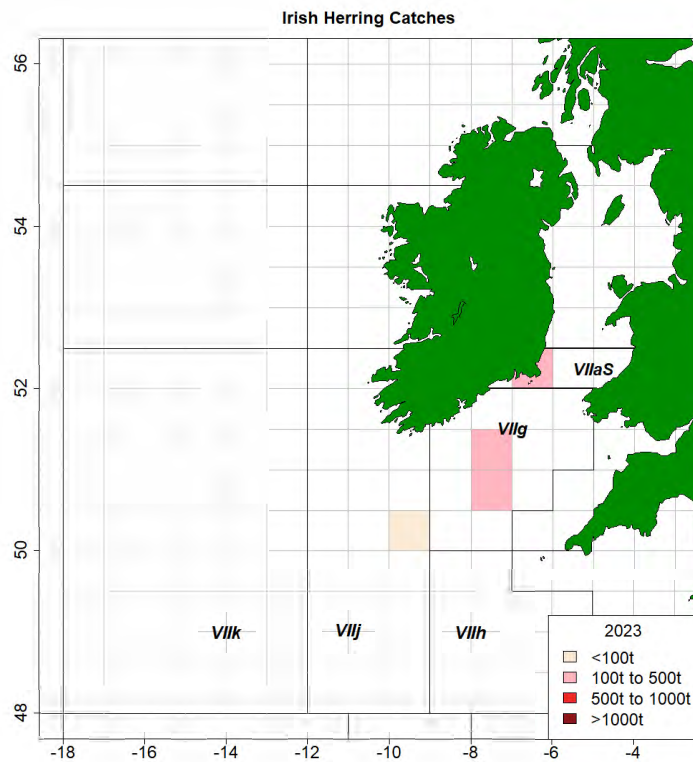 Irish Herring Catches
56
54
52
50
48
VIIaS
VIIg
VIIk
VIIj
VIIh
2023
<100t
100t to 500t
500t to 1000t
>1000t
-18
-16
-14
-12
-10
-8
-6
-4